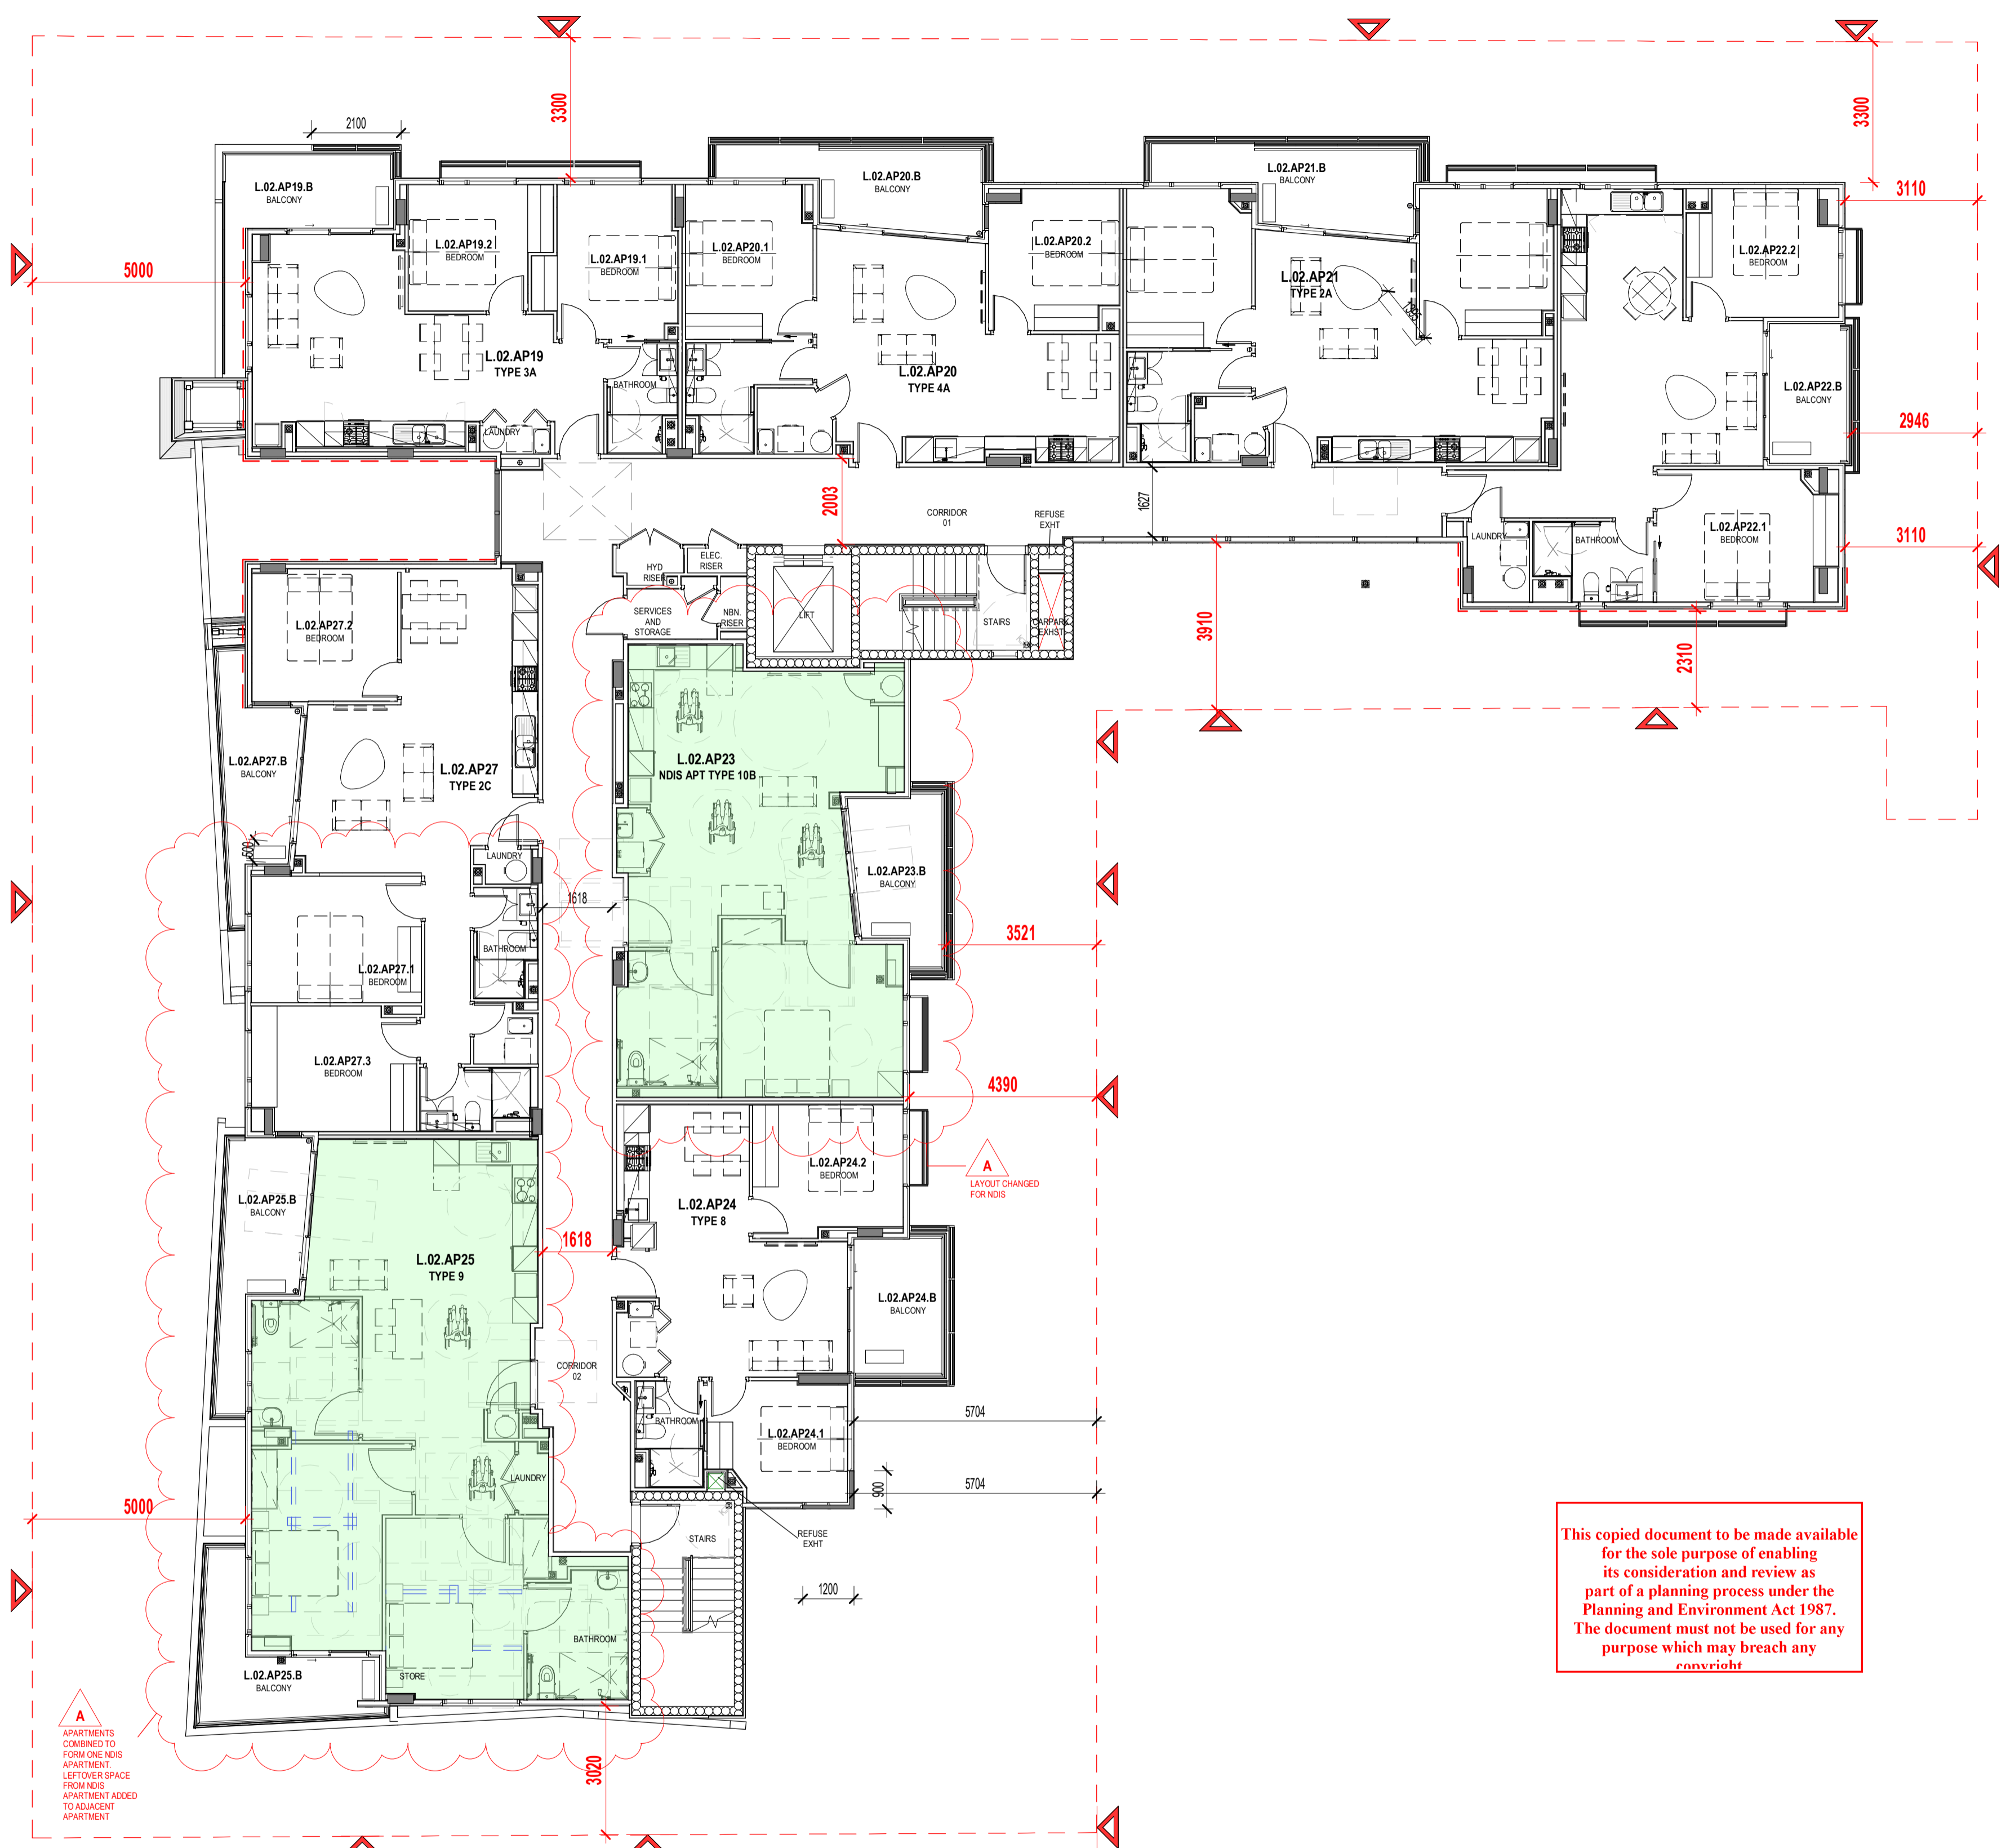 3300
3300
2100
L.02.AP19.B
BALCONY
L.02.AP20.B
BALCONY
L.02.AP21.B
BALCONY
3110
5000
L.02.AP19.2
BEDROOM
L.02.AP19.1
BEDROOM
L.02.AP20.1
BEDROOM
L.02.AP20.2
BEDROOM
L.02.AP21
TYPE 2A
L.02.AP22.2
BEDROOM
L.02.AP19
TYPE 3A
BATHROOM
L.02.AP20
TYPE 4A
L.02.AP22.B
BALCONY
2946
LAUNDRY
2003
CORRIDOR
01
REFUSE
EXHT
1627
LAUNDRY
BATHROOM
L.02.AP22.1
BEDROOM
3110
HYD
RISER
ELEC.
RISER
SERVICES
AND
STORAGE
NBN.
RISER
LIFT
STAIRS
CARPARK
EXHST
3910
2310
L.02.AP27.2
BEDROOM
L.02.AP27.B
BALCONY
L.02.AP27
TYPE 2C
L.02.AP23
NDIS APT TYPE 10B
500
LAUNDRY
L.02.AP23.B
BALCONY
1618
3521
BATHROOM
L.02.AP27.1
BEDROOM
L.02.AP27.3
BEDROOM
4390
A
LAYOUT CHANGED
FOR NDIS
L.02.AP24.2
BEDROOM
L.02.AP24
TYPE 8
L.02.AP25.B
BALCONY
L.02.AP25
TYPE 9
1618
L.02.AP24.B
BALCONY
CORRIDOR
02
5704
BATHROOM
L.02.AP24.1
BEDROOM
LAUNDRY
5704
900
5000
STAIRS
REFUSE
EXHT
1200
BATHROOM
STORE
L.02.AP25.B
BALCONY
3020
A
APARTMENTS
COMBINED TO
FORM ONE NDIS
APARTMENT.
LEFTOVER SPACE
FROM NDIS
APARTMENT ADDED
TO ADJACENT
APARTMENT
This copied document to be made available
for the sole purpose of enabling
its consideration and review as
part of a planning process under the
Planning and Environment Act 1987.
The document must not be used for any
purpose which may breach any
copyright